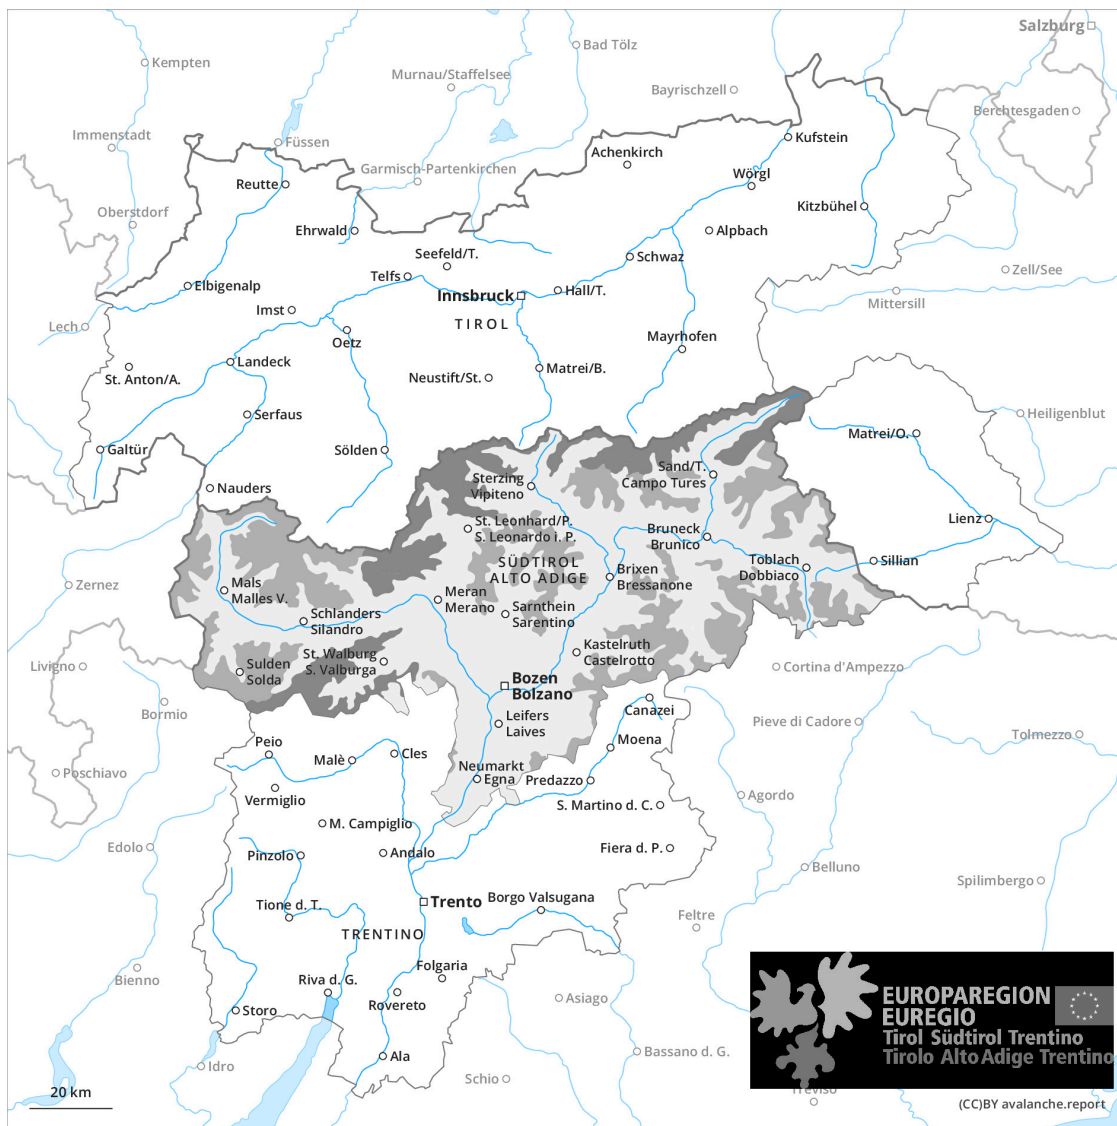 Salzburg
Bad Tölz
Kempten
Murnau/Staffelsee
Bayrischzell
Berchtesgaden
Immenstadt
Füssen
Kufstein
Achenkirch
Garmisch-Partenkirchen
Wörgl
Reutte
Kitzbühel
Oberstdorf
Ehrwald
Alpbach
Seefeld/T.
Schwaz
Telfs
Zell/See
Elbigenalp
Hall/T.
Innsbruck
Mittersill
Imst
TIROL
Lech
Oetz
Mayrhofen
Landeck
Matrei/B.
St. Anton/A.
Neustift/St.
Serfaus
Heiligenblut
Matrei/O.
Galtür
Sölden
Sand/T.
Campo Tures
Sterzing
Vipiteno
Nauders
St. Leonhard/P.
S. Leonardo i. P.
Lienz
Bruneck
Brunico
SÜDTIROL
ALTO ADIGE
Toblach
Dobbiaco
Sillian
Brixen
Bressanone
Zernez
Mals
Malles V.
Meran
Merano
Sarnthein
Sarentino
Schlanders
Silandro
Kastelruth
Castelrotto
St. Walburg
S. Valburga
Livigno
Sulden
Solda
Cortina d'Ampezzo
Bozen
Bolzano
Bormio
Canazei
Leifers
Laives
Pieve di Cadore
Tolmezzo
Moena
Peio
Cles
Malè
Neumarkt
Egna
Poschiavo
Predazzo
Vermiglio
Agordo
S. Martino d. C.
M. Campiglio
Edolo
Pinzolo
Andalo
Fiera d. P.
Belluno
Spilimbergo
Trento
Borgo Valsugana
Tione d. T.
Feltre
TRENTINO
Bienno
Folgaria
Riva d. G.
Rovereto
Asiago
Storo
EUROPAREGION
EUREGIO
Tirol Südtirol Trentino
Tirolo Alto Adige Trentino
Ala
Idro
Bassano d. G.
Schio
20 km
Treviso
(CC)BY avalanche.report